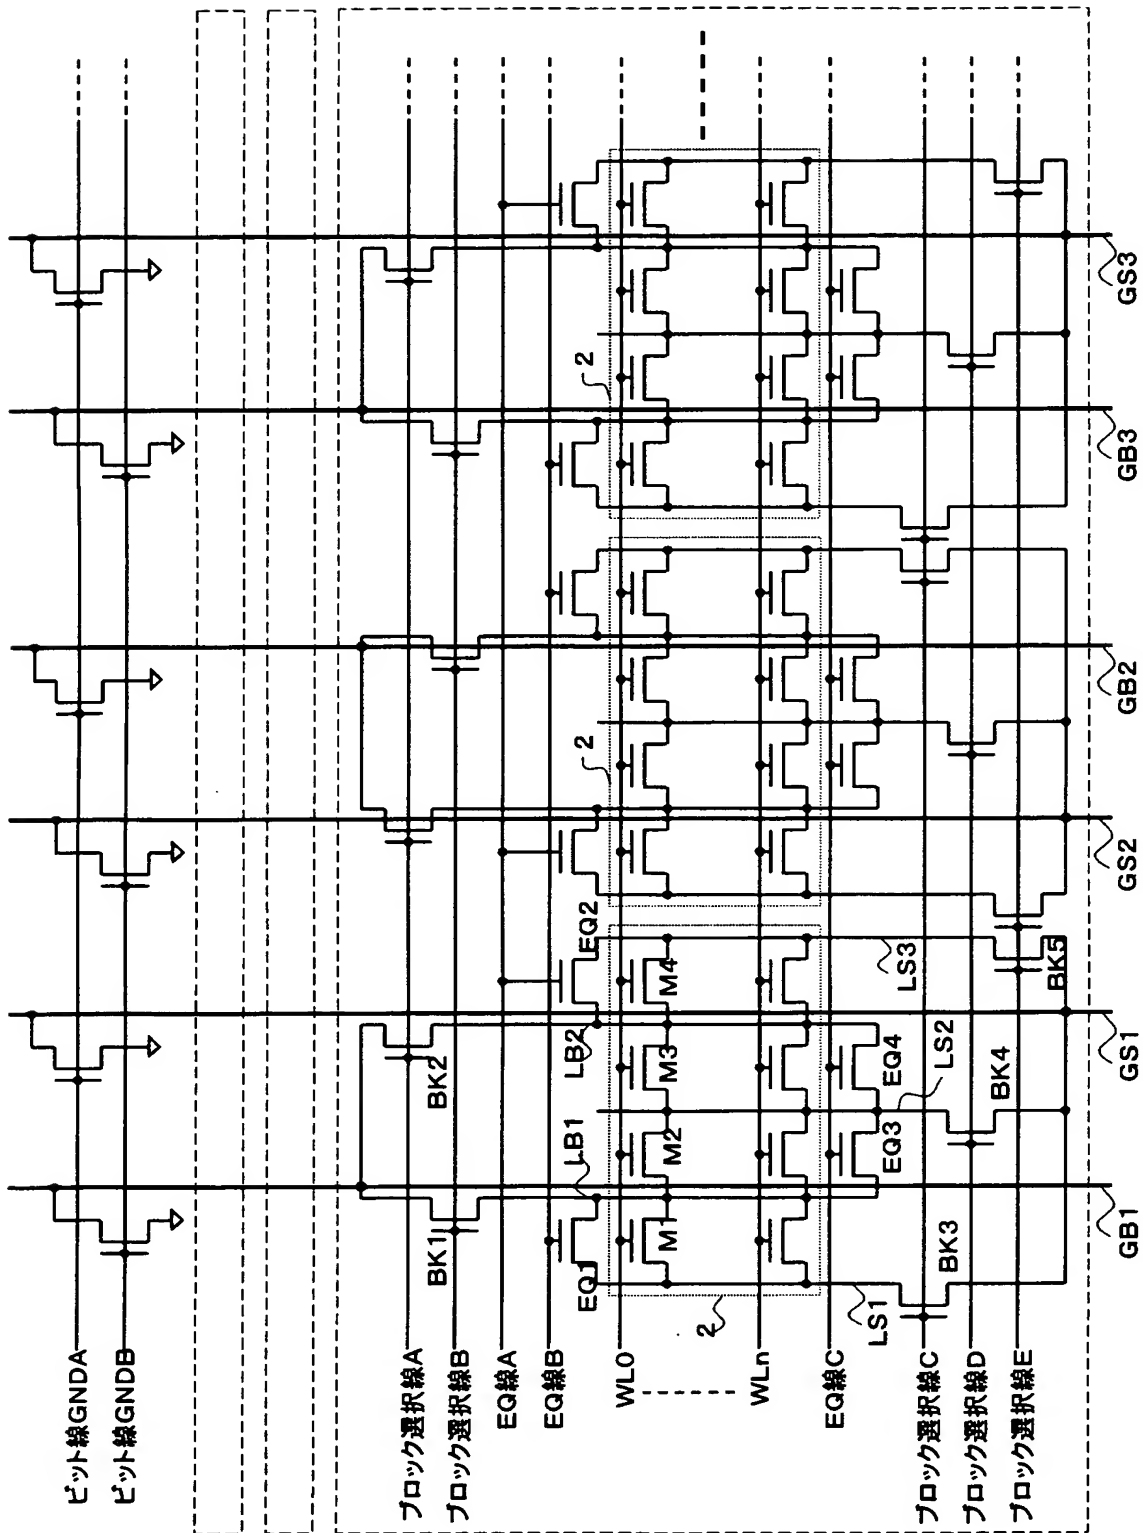 ビット線GNDA
ビット線GNDB
ブロック選択線A
ブロック選択線B
EQ線A
EQ線B
WL0
WLn
EQ線C
ブロック選択線C
ブロック選択線D
ブロック選択線E
BK1
BK2
EQ1
LB1
LB2
EQ2
M1
M2
M3
M4
2
2
2
EQ3
EQ4
LS1
LS2
LS3
BK3
BK4
BK5
GB1
GS1
GS2
GB2
GB3
GS3